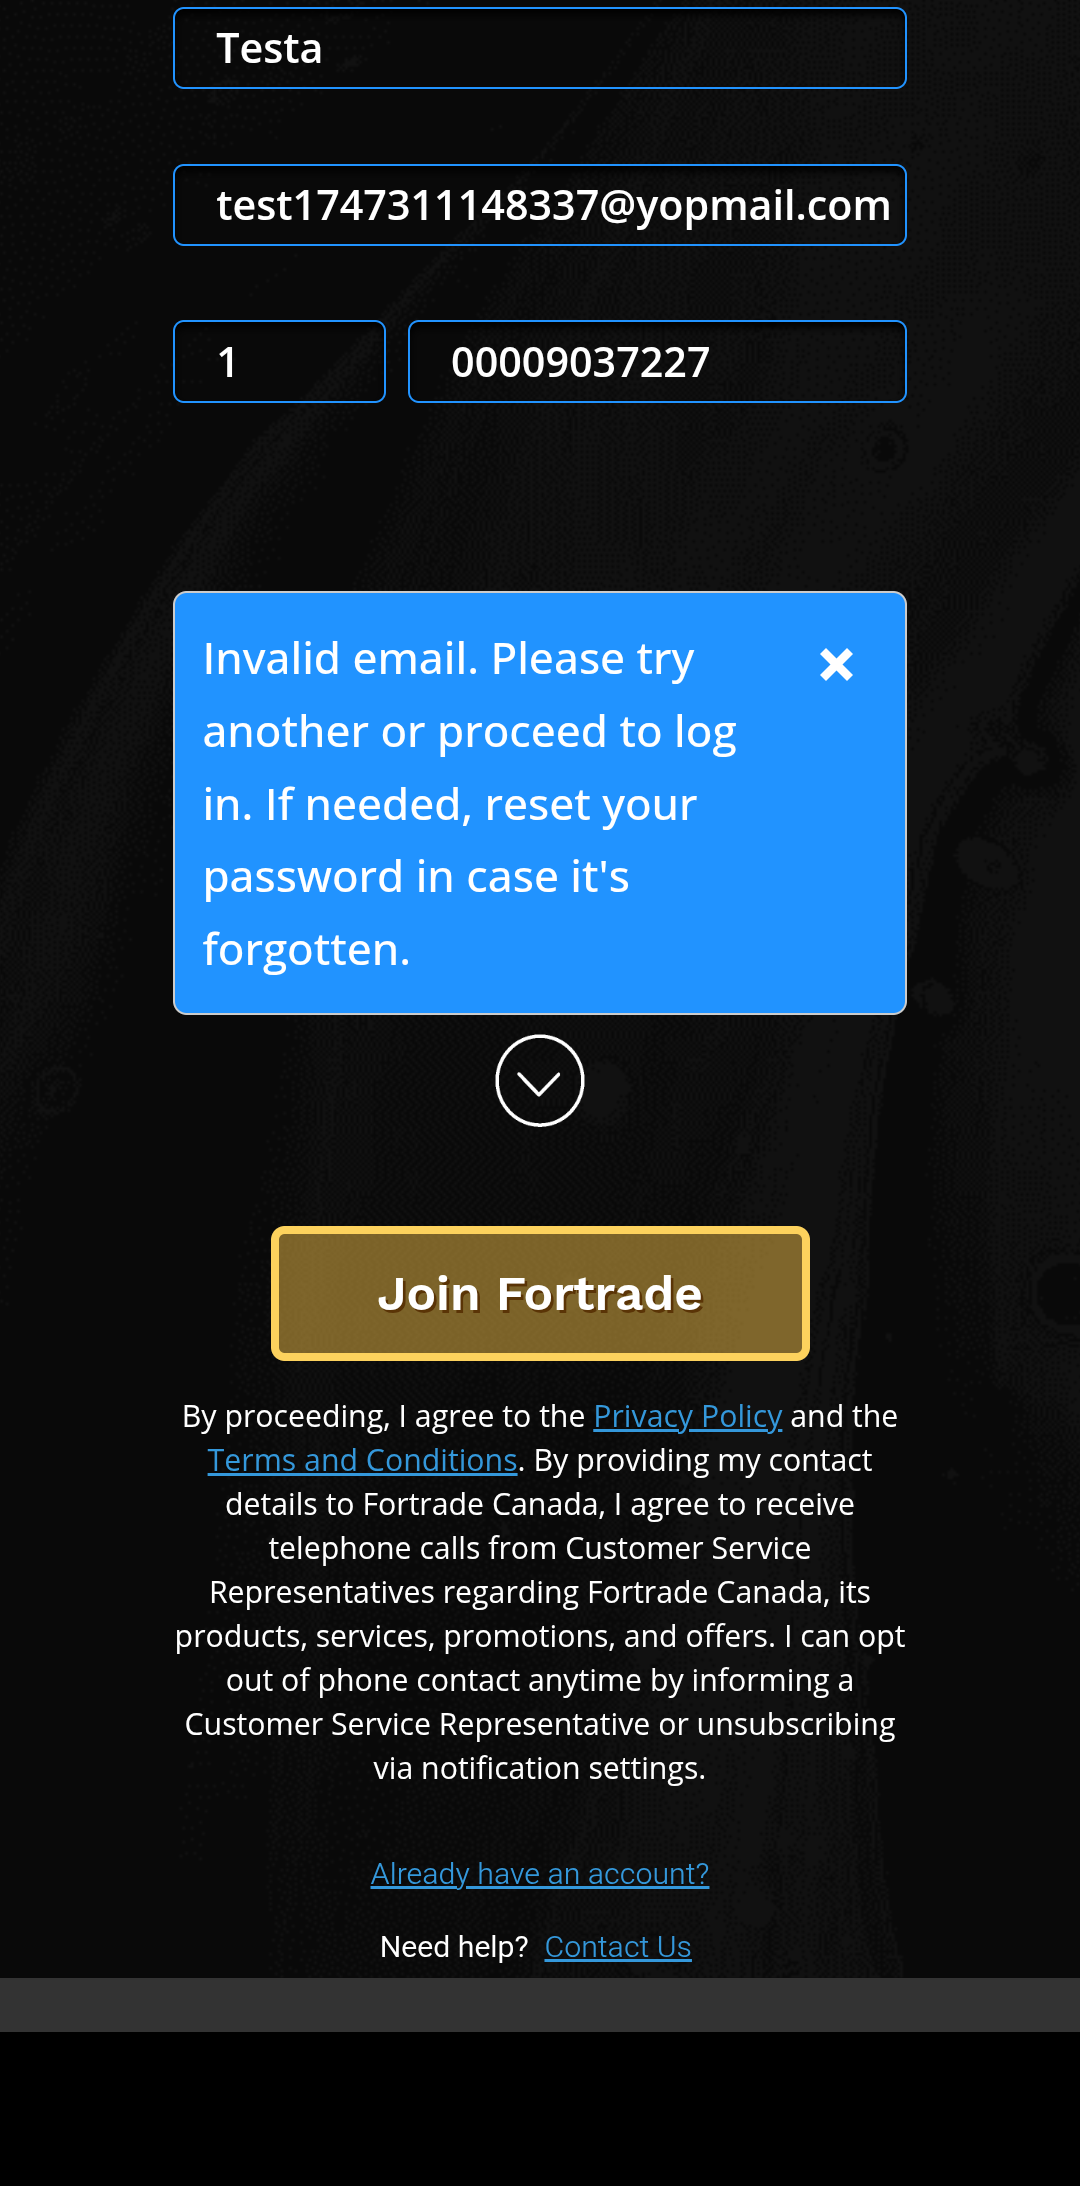 Testa
test1747311148337@yopmail.com
1 00009037227
Invalid email. Please try
another or proceed to log
in. If needed, reset your
password in case it's
forgotten.
Join Fortrade
By proceeding, I agree to the Privacy Policy and the
Terms and Conditions. By providing my contact
details to Fortrade Canada, I agree to receive
telephone calls from Customer Service
Representatives regarding Fortrade Canada, its
products, services, promotions, and offers. I can opt
out of phone contact anytime by informing a
Customer Service Representative or unsubscribing
via notification settings.
Already have an account?
Need help? Contact Us